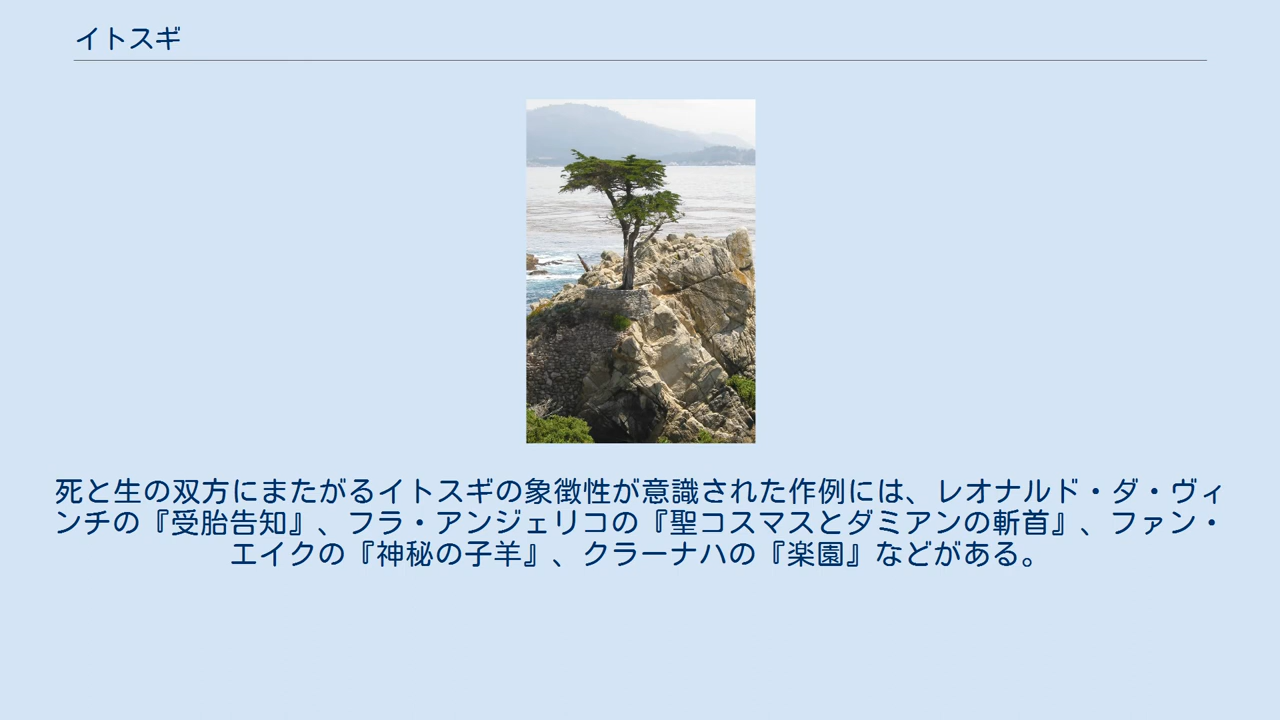 イトスギ
死と生の双方にまたがるイトスギの象徴性が意識された作例には、レオナルド・ダ・ヴィ
ンチの『受胎告知』、フラ・アンジェリコの『聖コスマスとダミアンの斬首』、ファン・
エイクの『神秘の子羊』、クラーナハの『楽園』などがある。